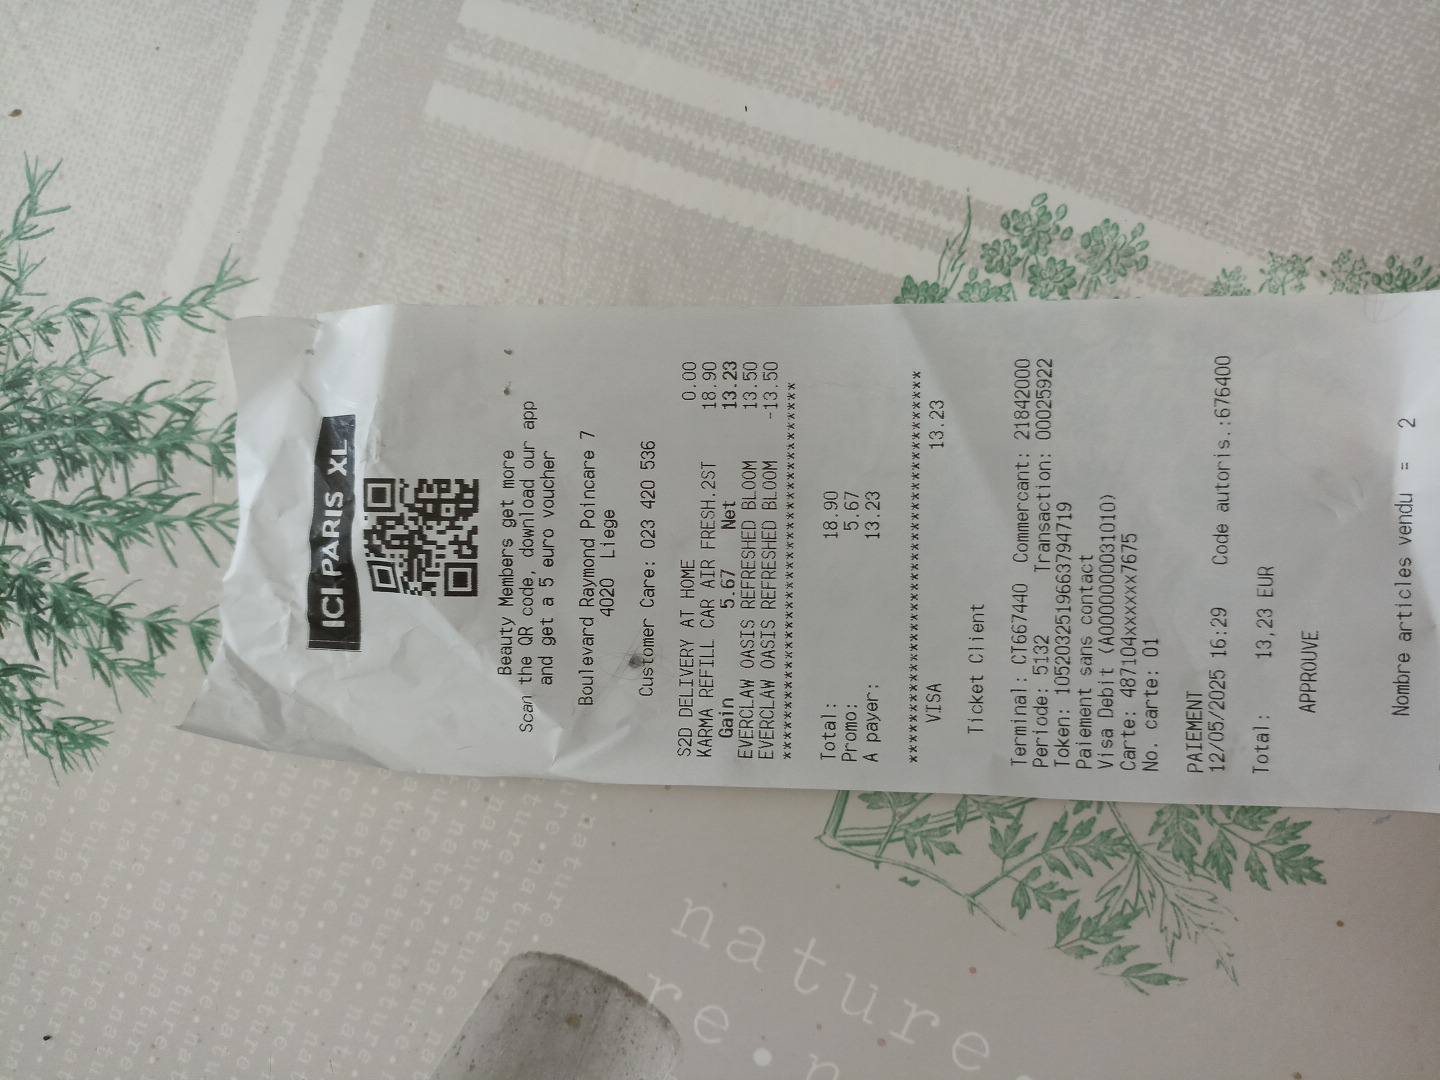 ICI PARIS XL
Beauty Members get more
Scan the QR code, download our app
and get a 5 euro voucher
Boulevard Raymond Poincare 7
4020 Liege
Customer Care: 023 420 536
S2D DELIVERY AT HOME 0.00
KARMA REFILL CAR AIR FRESH.2ST 18.90
Gain 5.67 Net 13.23
EVERCLAW OASIS REFRESHED BLOOM 13.50
EVERCLAW OASIS REFRESHED BLOOM -13.50
****************************************
Total: 18.90
Promo: 5.67
A payer: 13.23
****************************************
VISA 13.23
Ticket Client
Terminal: CT667440 Commercant: 21842000
Periode: 5132 Transaction: 00025922
Token: 1052032519663794719
Paiement sans contact
Visa Debit (A0000000031010)
Carte: 487104xxxxxxxxx7675
No. carte: 01
PAIEMENT
12/05/2025 16:29 Code autoris.:676400
Total: 13,23 EUR
APPROUVE
Nombre articles vendu = 2
nature
re•n